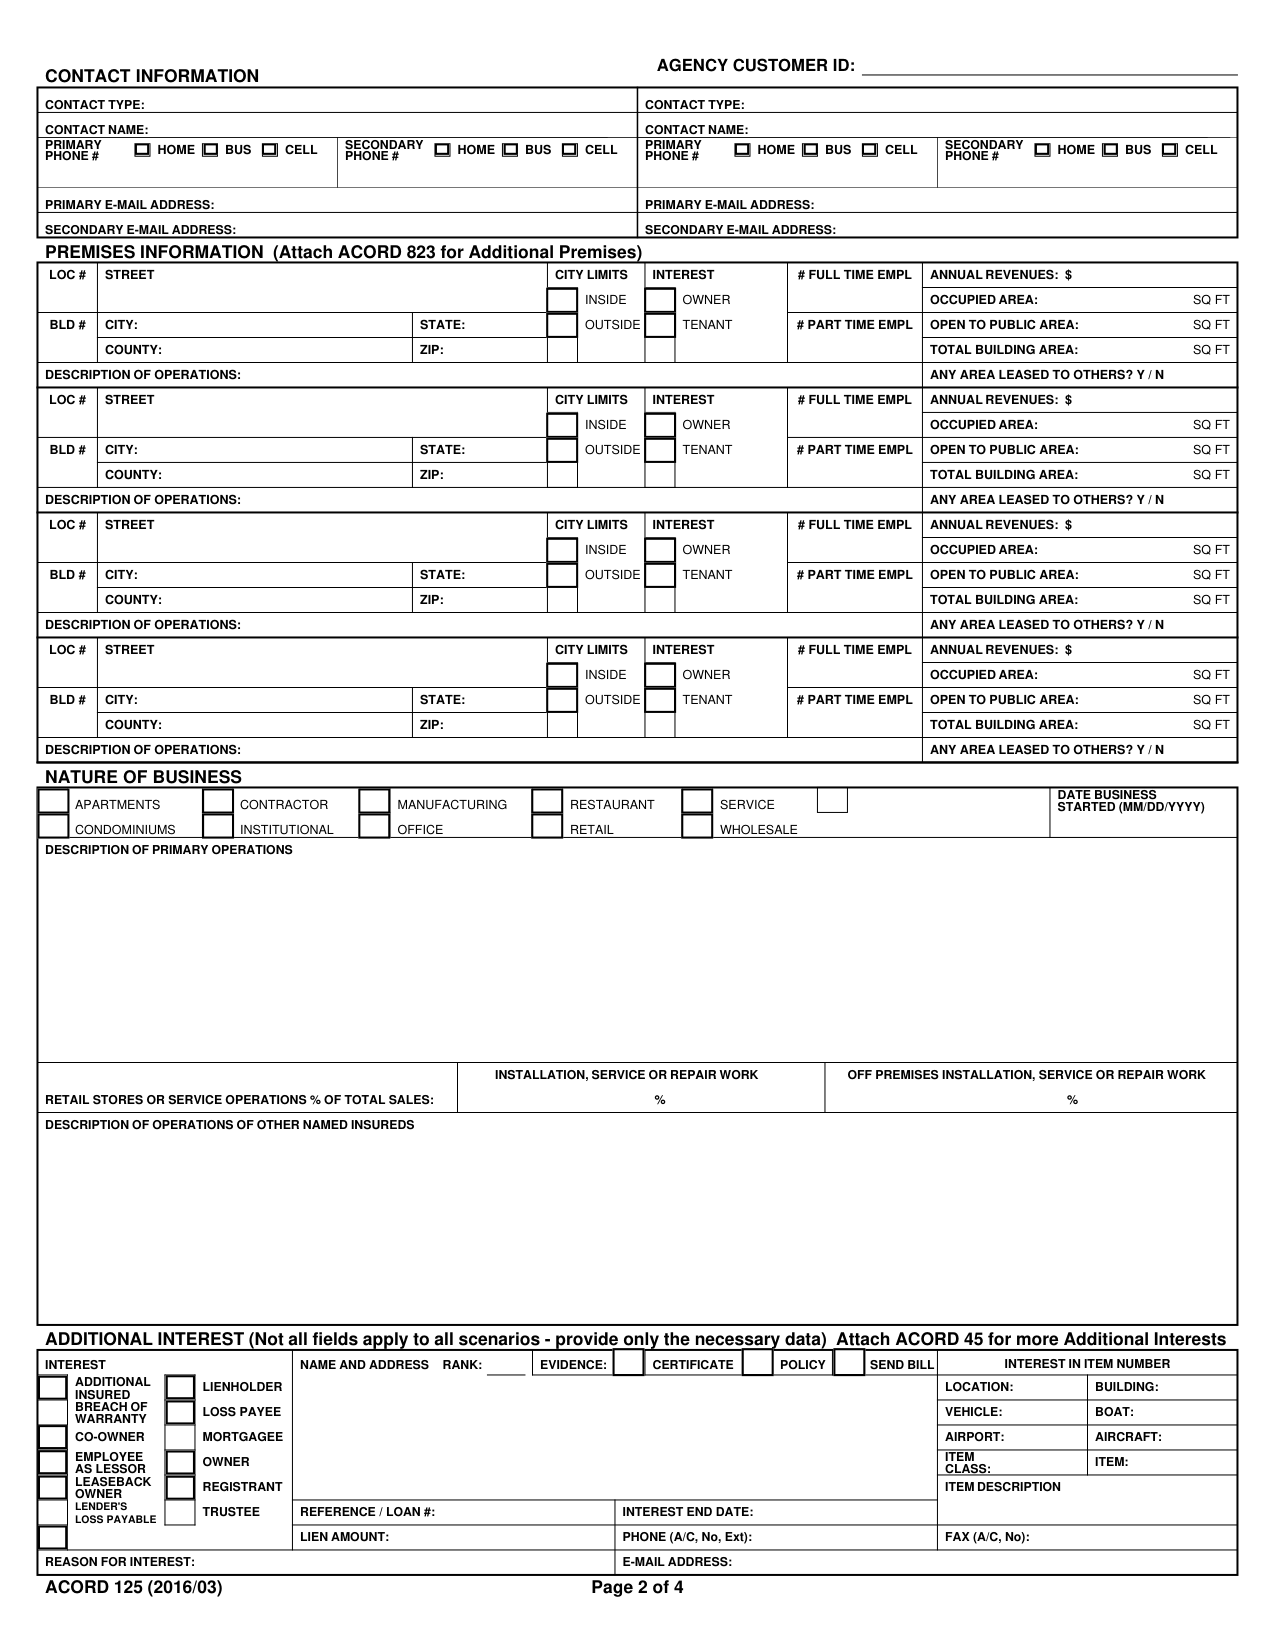 AGENCY CUSTOMER ID:
CONTACT INFORMATION
CONTACT TYPE: CONTACT TYPE:
CONTACT NAME: CONTACT NAME:
PRIMARY PHONE # HOME BUS CELL SECONDARY PHONE # HOME BUS CELL PRIMARY PHONE # HOME BUS CELL SECONDARY PHONE # HOME BUS CELL
PRIMARY E-MAIL ADDRESS: PRIMARY E-MAIL ADDRESS:
SECONDARY E-MAIL ADDRESS: SECONDARY E-MAIL ADDRESS:
PREMISES INFORMATION (Attach ACORD 823 for Additional Premises)
LOC # STREET CITY LIMITS INTEREST # FULL TIME EMPL ANNUAL REVENUES: $
INSIDE OWNER OCCUPIED AREA: SQ FT
BLD # CITY: STATE: OUTSIDE TENANT # PART TIME EMPL OPEN TO PUBLIC AREA: SQ FT
COUNTY: ZIP: TOTAL BUILDING AREA: SQ FT
DESCRIPTION OF OPERATIONS: ANY AREA LEASED TO OTHERS? Y / N
LOC # STREET CITY LIMITS INTEREST # FULL TIME EMPL ANNUAL REVENUES: $
INSIDE OWNER OCCUPIED AREA: SQ FT
BLD # CITY: STATE: OUTSIDE TENANT # PART TIME EMPL OPEN TO PUBLIC AREA: SQ FT
COUNTY: ZIP: TOTAL BUILDING AREA: SQ FT
DESCRIPTION OF OPERATIONS: ANY AREA LEASED TO OTHERS? Y / N
LOC # STREET CITY LIMITS INTEREST # FULL TIME EMPL ANNUAL REVENUES: $
INSIDE OWNER OCCUPIED AREA: SQ FT
BLD # CITY: STATE: OUTSIDE TENANT # PART TIME EMPL OPEN TO PUBLIC AREA: SQ FT
COUNTY: ZIP: TOTAL BUILDING AREA: SQ FT
DESCRIPTION OF OPERATIONS: ANY AREA LEASED TO OTHERS? Y / N
LOC # STREET CITY LIMITS INTEREST # FULL TIME EMPL ANNUAL REVENUES: $
INSIDE OWNER OCCUPIED AREA: SQ FT
BLD # CITY: STATE: OUTSIDE TENANT # PART TIME EMPL OPEN TO PUBLIC AREA: SQ FT
COUNTY: ZIP: TOTAL BUILDING AREA: SQ FT
DESCRIPTION OF OPERATIONS: ANY AREA LEASED TO OTHERS? Y / N
NATURE OF BUSINESS
APARTMENTS CONTRACTOR MANUFACTURING RESTAURANT SERVICE DATE BUSINESS STARTED (MM/DD/YYYY)
CONDOMINIUMS INSTITUTIONAL OFFICE RETAIL WHOLESALE
DESCRIPTION OF PRIMARY OPERATIONS
INSTALLATION, SERVICE OR REPAIR WORK OFF PREMISES INSTALLATION, SERVICE OR REPAIR WORK
RETAIL STORES OR SERVICE OPERATIONS % OF TOTAL SALES: % %
DESCRIPTION OF OPERATIONS OF OTHER NAMED INSUREDS
ADDITIONAL INTEREST (Not all fields apply to all scenarios - provide only the necessary data) Attach ACORD 45 for more Additional Interests
INTEREST NAME AND ADDRESS RANK: EVIDENCE: CERTIFICATE POLICY SEND BILL INTEREST IN ITEM NUMBER
ADDITIONAL INSURED LIENHOLDER LOCATION: BUILDING:
BREACH OF WARRANTY LOSS PAYEE VEHICLE: BOAT:
CO-OWNER MORTGAGEE AIRPORT: AIRCRAFT:
EMPLOYEE AS LESSOR OWNER ITEM CLASS: ITEM:
LEASEBACK OWNER REGISTRANT ITEM DESCRIPTION
LENDER'S LOSS PAYABLE TRUSTEE REFERENCE / LOAN #: INTEREST END DATE:
LIEN AMOUNT: PHONE (A/C, No, Ext): FAX (A/C, No):
REASON FOR INTEREST: E-MAIL ADDRESS:
ACORD 125 (2016/03) Page 2 of 4